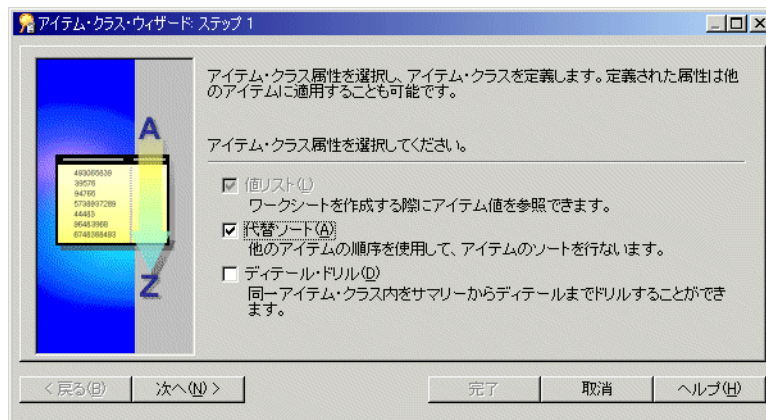 アイテム・クラス・ウィザード: ステップ 1
アイテム・クラス属性を選択し、アイテム・クラスを定義します。定義された属性は他
のアイテムに適用することも可能です。
アイテム・クラス属性を選択してください。
値リスト(L)
ワークシートを作成する際にアイテム値を参照できます。
代替ソート(A)
他のアイテムの順序を使用して、アイテムのソートを行ないます。
ディテール・ドリル(D)
同一アイテム・クラス内をサマリーからディテールまでドリルすることができ
ます。
A
39576
94766
44483
Z
< 戻る(B)
次へ(N) >
完了
取消
ヘルプ(H)